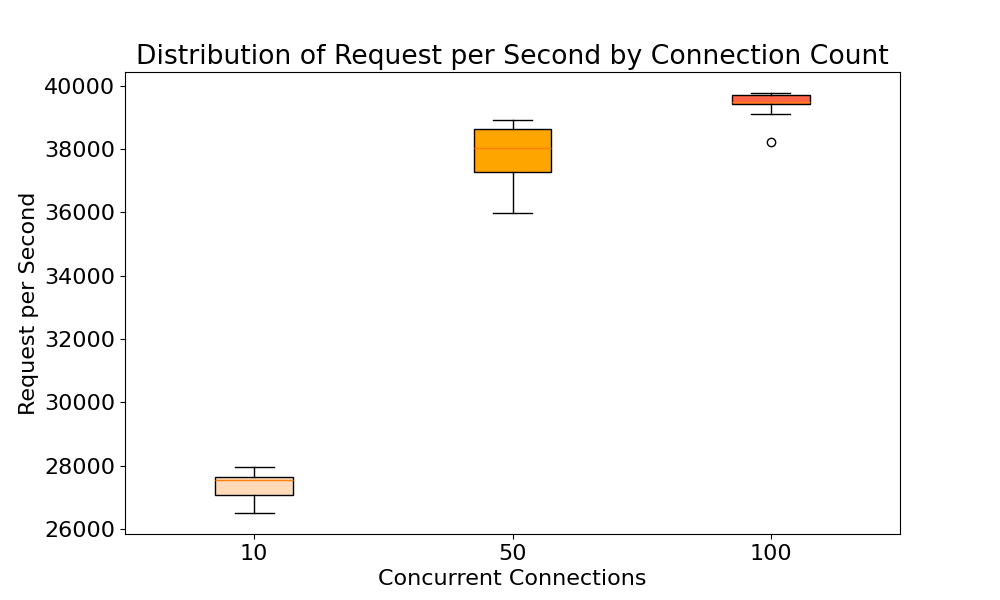 Distribution of Request per Second by Connection Count
40000
38000
36000
34000
32000
30000
28000
26000
Request per Second
10 50 100
Concurrent Connections